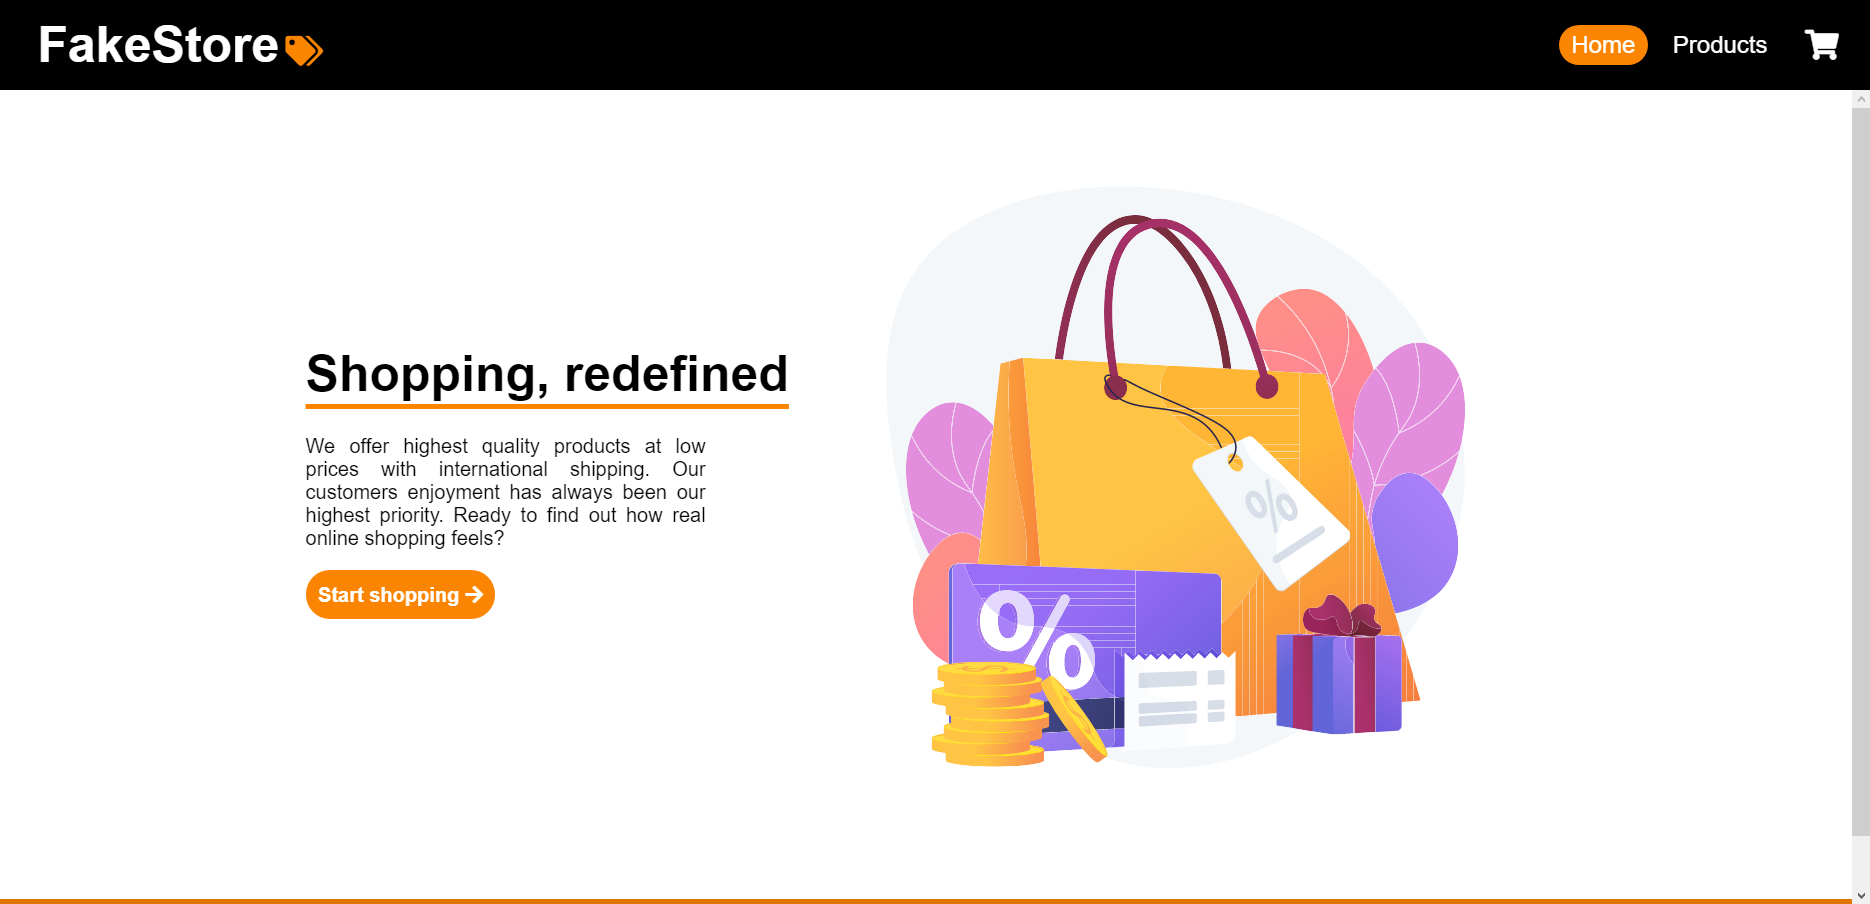 FakeStore
Home
Products
Shopping, redefined
We offer highest quality products at low
prices with international shipping. Our
customers enjoyment has always been our
highest priority. Ready to find out how real
online shopping feels?
Start shopping
%
%
$
$